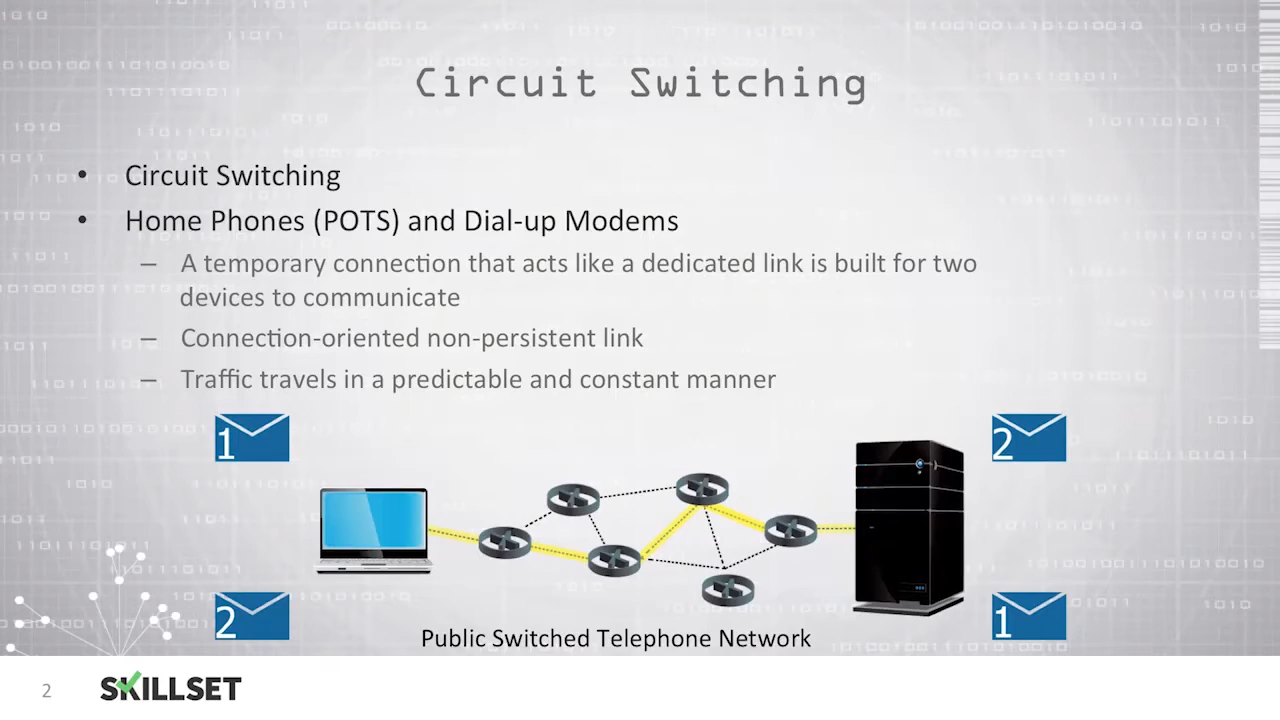 Circuit Switching
• Circuit Switching
• Home Phones (POTS) and Dial-up Modems
– A temporary connection that acts like a dedicated link is built for two
devices to communicate
– Connection-oriented non-persistent link
– Traffic travels in a predictable and constant manner
1
2
2
1
Public Switched Telephone Network
2
SKILLSET